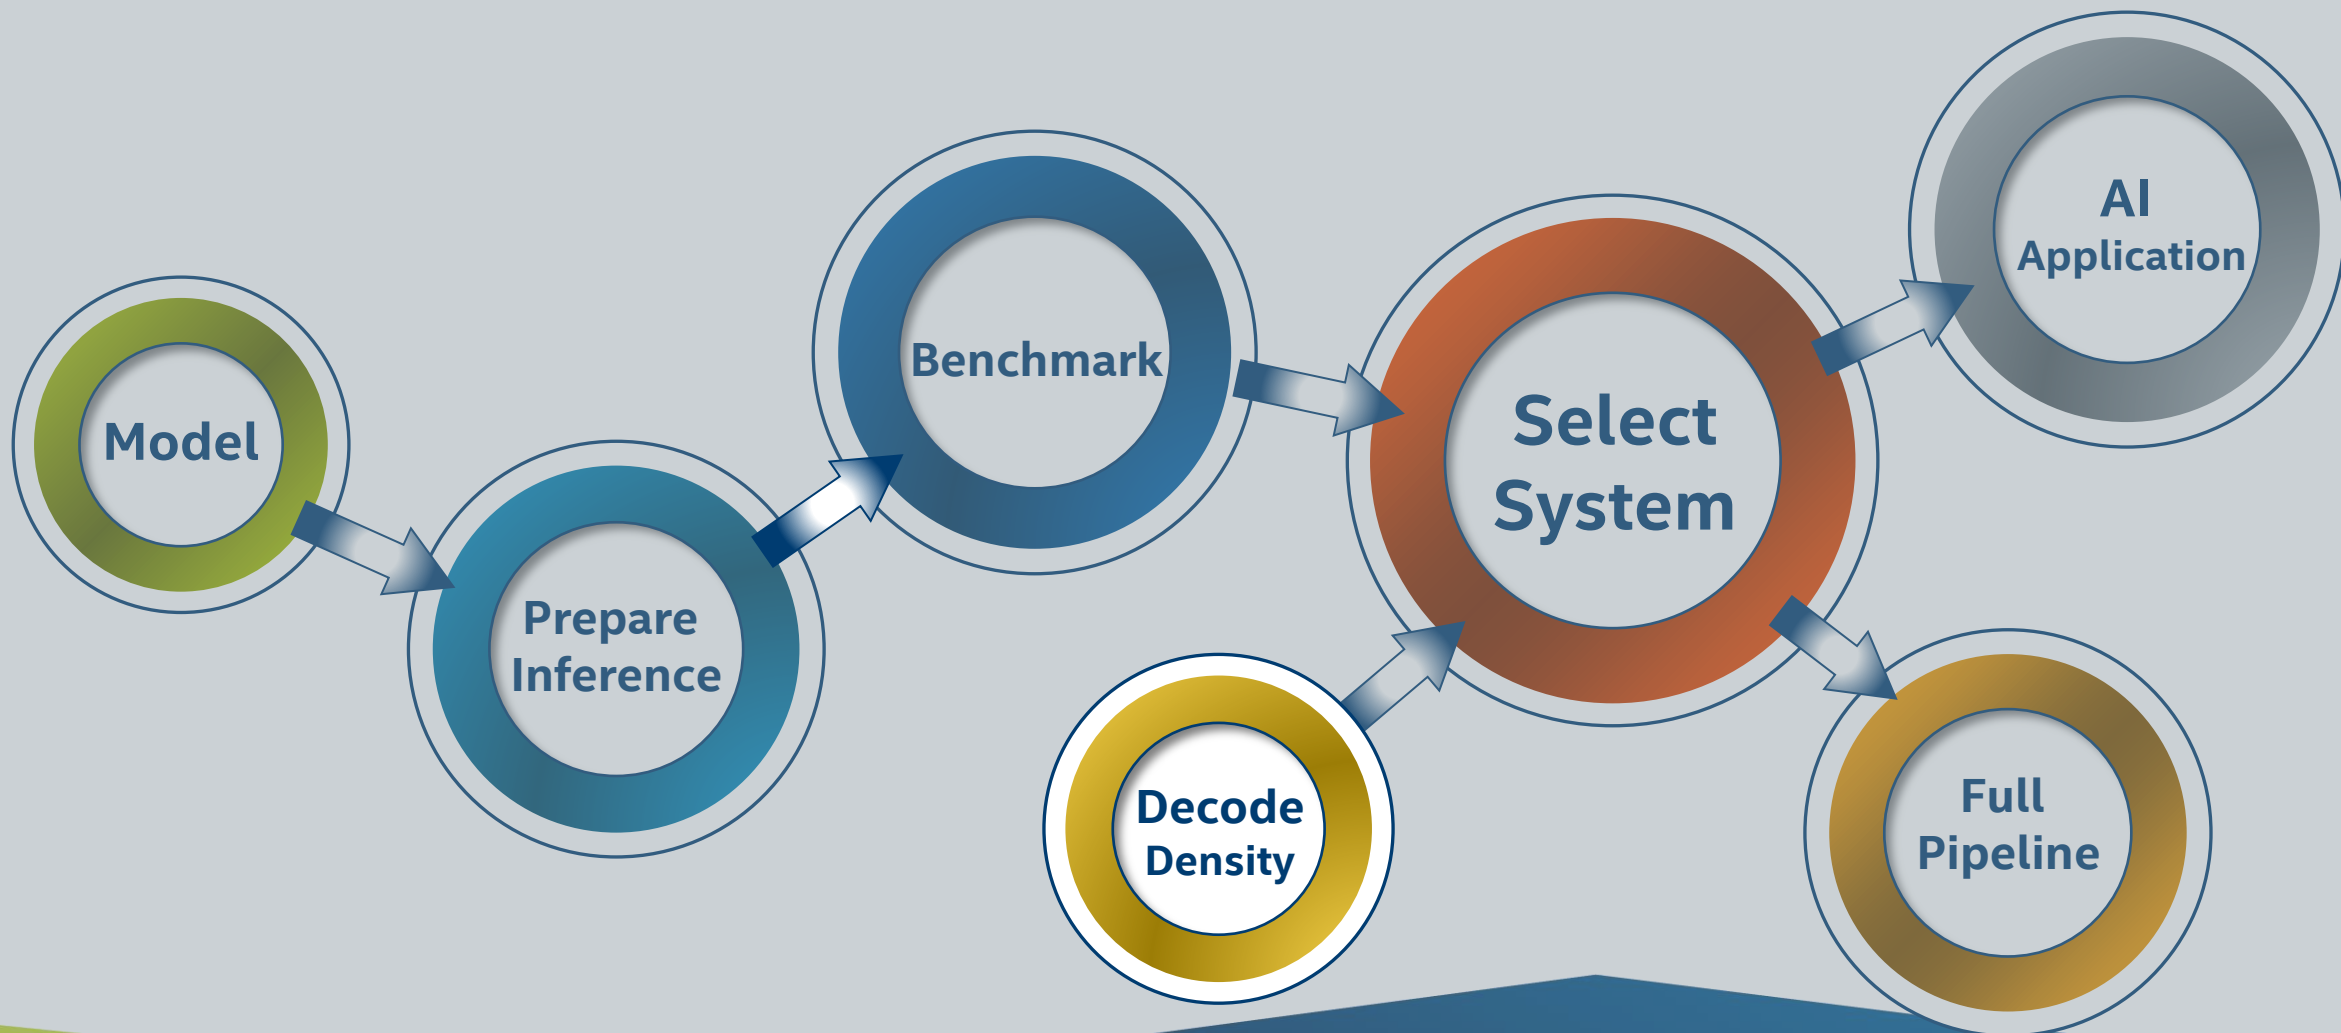 Model
Prepare
Inference
Benchmark
Decode
Density
Select
System
AI
Application
Full
Pipeline